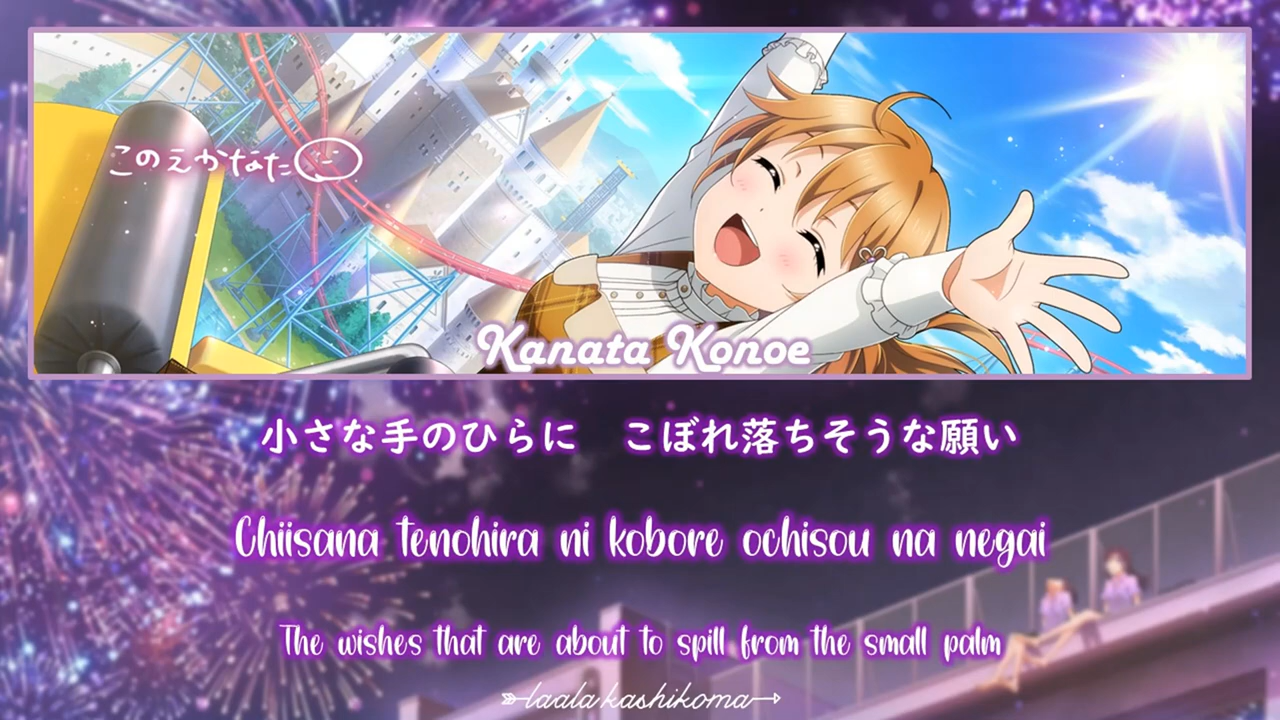 このえかなた
Kanata Konoe
小さな手のひらに　こぼれ落ちそうな願い
Chiisana tenohira ni kobore ochisou na negai
The wishes that are about to spill from the small palm
laala kashikoma